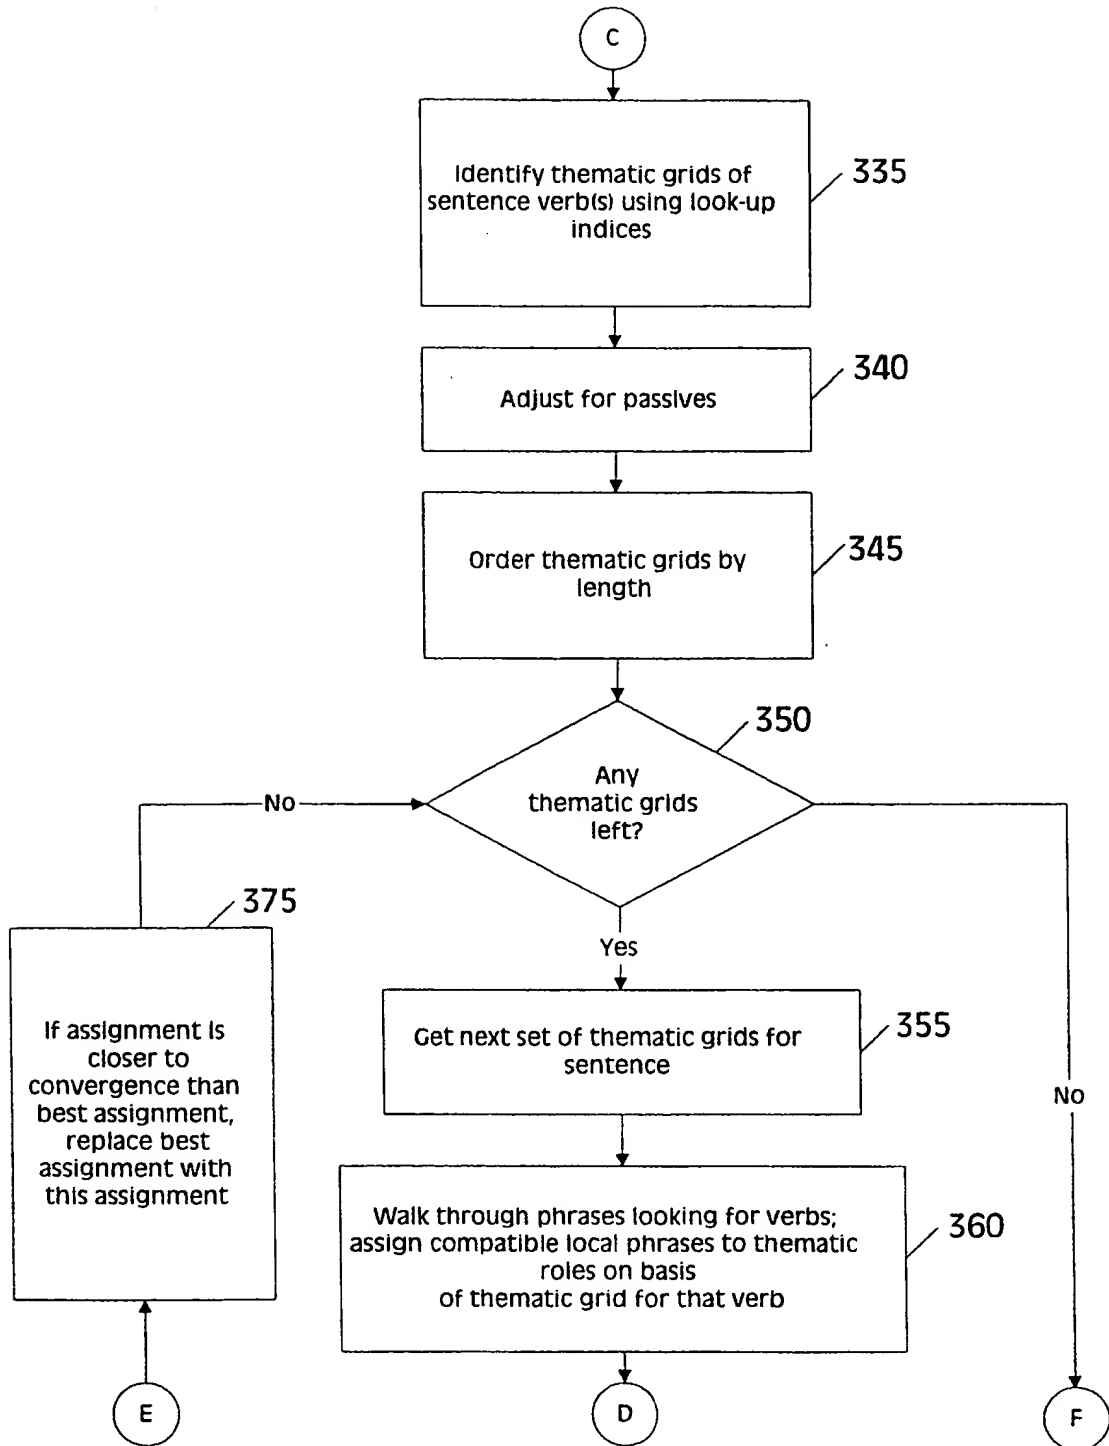 C
Identify thematic grids of
sentence verb(s) using look-up
indices
335
Adjust for passives
340
Order thematic grids by
length
345
350
Any
thematic grids
left?
No
375
Yes
If assignment is
closer to
convergence than
best assignment,
replace best
assignment with
this assignment
Get next set of thematic grids for
sentence
355
No
Walk through phrases looking for verbs;
assign compatible local phrases to thematic
roles on basis
of thematic grid for that verb
360
E
D
F